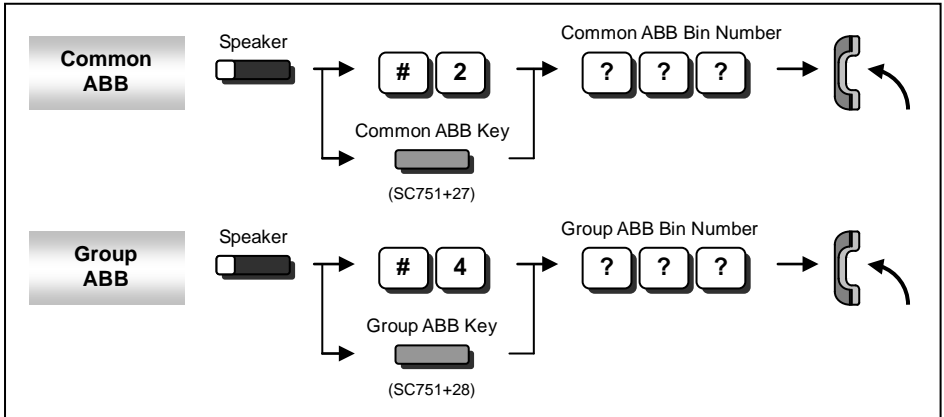 Common
ABB
Speaker
# 2
Common ABB Key
(SC751+27)
Common ABB Bin Number
? ? ?
Group
ABB
Speaker
# 4
Group ABB Key
(SC751+28)
Group ABB Bin Number
? ? ?